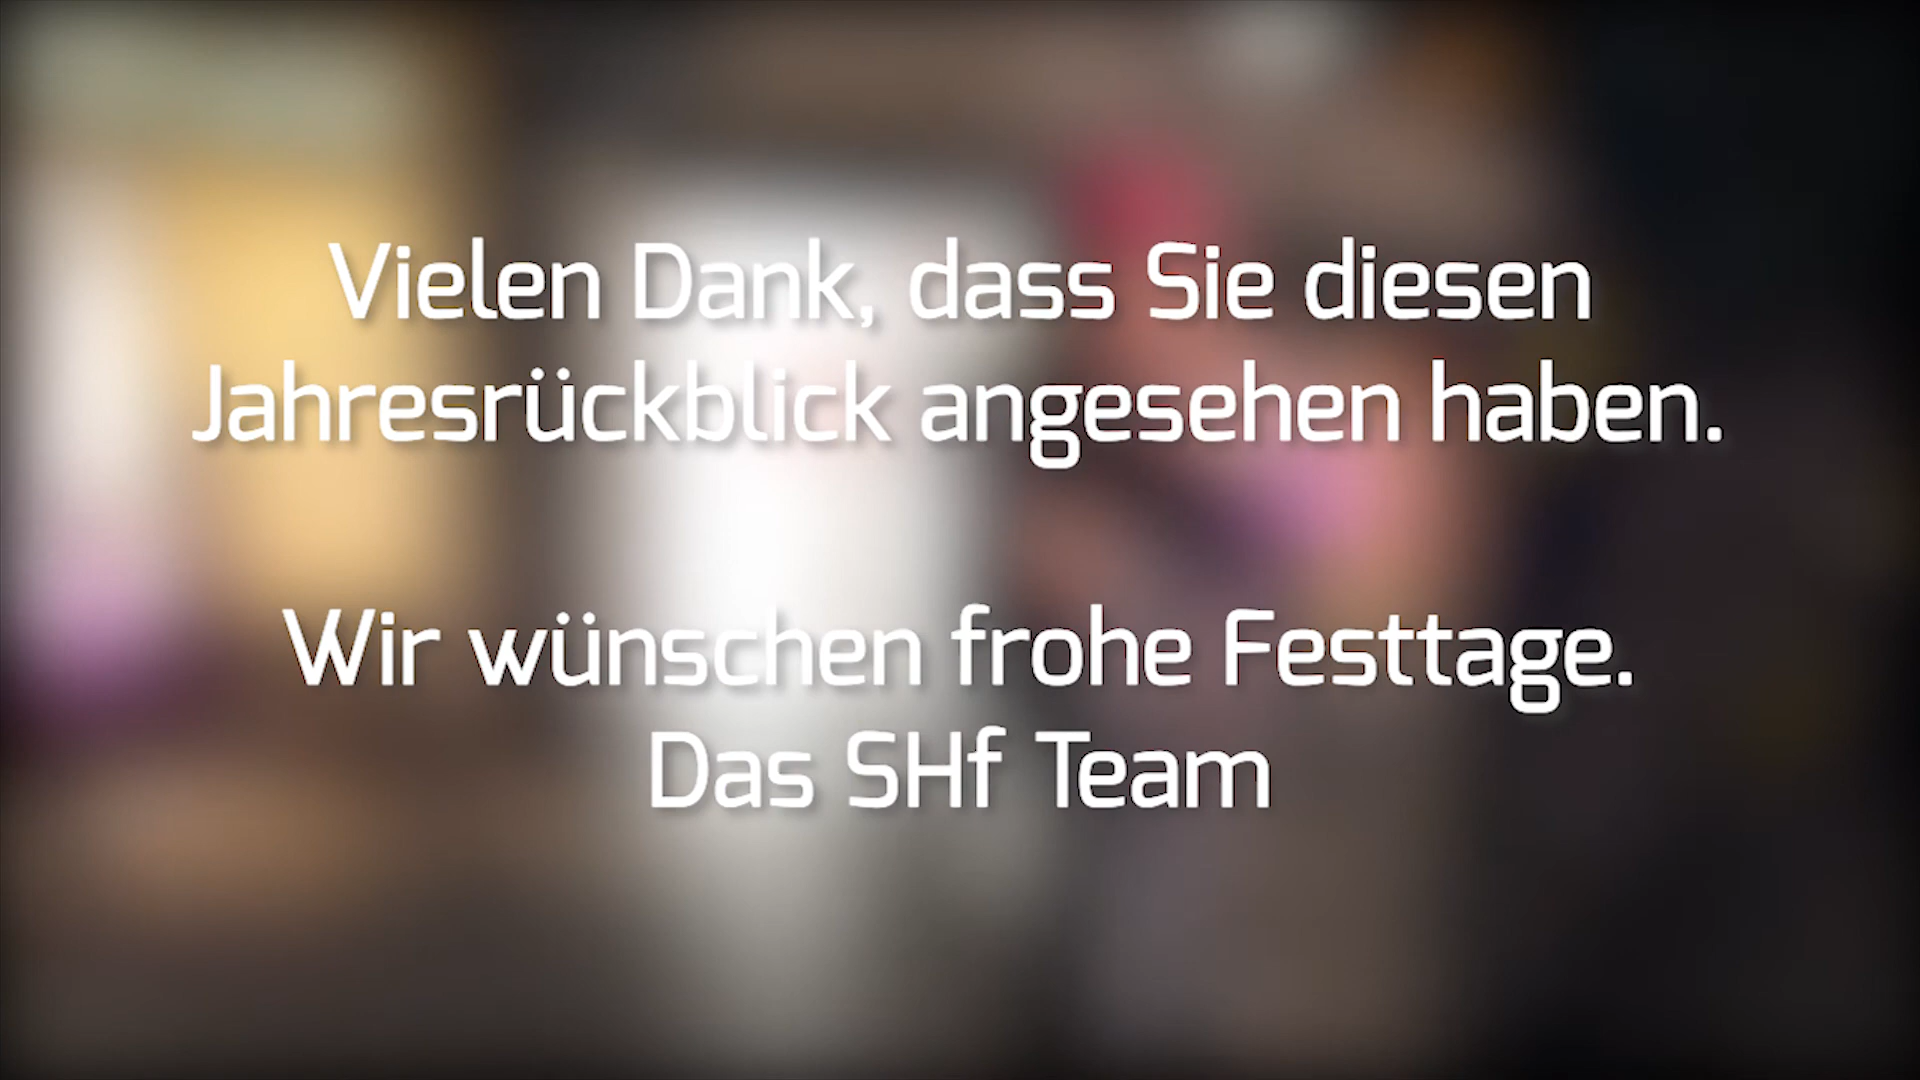 Vielen Dank, dass Sie diesen
Jahresrückblick angesehen haben.
Wir wünschen frohe Festtage.
Das SHf Team